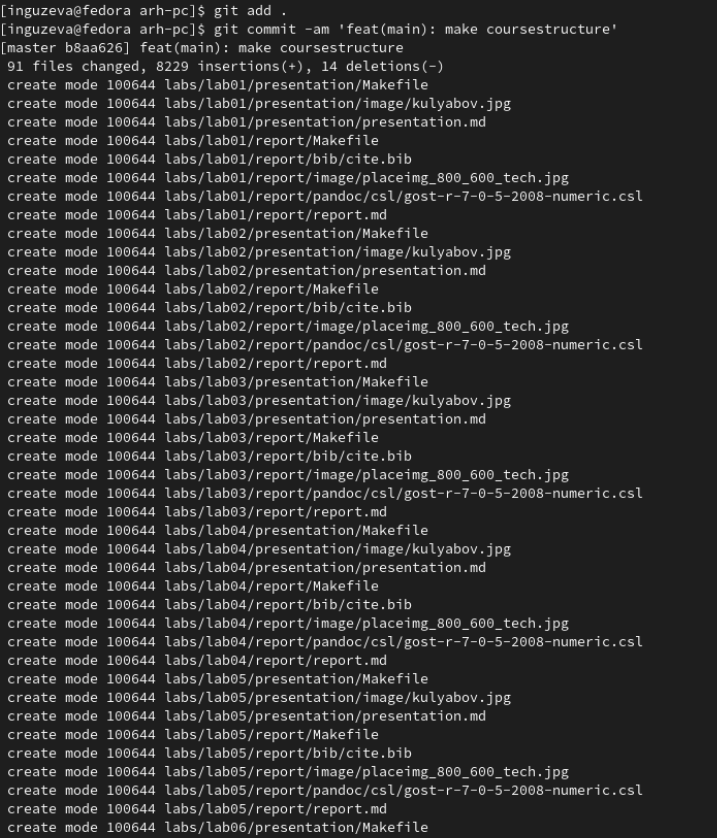 [inguzeva@fedora arh-pc]$ git add .
[inguzeva@fedora arh-pc]$ git commit -am 'feat(main): make coursestructure'
[master b8aa626] feat(main): make coursestructure
 91 files changed, 8229 insertions(+), 14 deletions(-)
 create mode 100644 labs/lab01/presentation/Makefile
 create mode 100644 labs/lab01/presentation/image/kulyabov.jpg
 create mode 100644 labs/lab01/presentation/presentation.md
 create mode 100644 labs/lab01/report/Makefile
 create mode 100644 labs/lab01/report/bib/cite.bib
 create mode 100644 labs/lab01/report/image/placeimg_800_600_tech.jpg
 create mode 100644 labs/lab01/report/pandoc/csl/gost-r-7-0-5-2008-numeric.csl
 create mode 100644 labs/lab01/report/report.md
 create mode 100644 labs/lab02/presentation/Makefile
 create mode 100644 labs/lab02/presentation/image/kulyabov.jpg
 create mode 100644 labs/lab02/presentation/presentation.md
 create mode 100644 labs/lab02/report/Makefile
 create mode 100644 labs/lab02/report/bib/cite.bib
 create mode 100644 labs/lab02/report/image/placeimg_800_600_tech.jpg
 create mode 100644 labs/lab02/report/pandoc/csl/gost-r-7-0-5-2008-numeric.csl
 create mode 100644 labs/lab02/report/report.md
 create mode 100644 labs/lab03/presentation/Makefile
 create mode 100644 labs/lab03/presentation/image/kulyabov.jpg
 create mode 100644 labs/lab03/presentation/presentation.md
 create mode 100644 labs/lab03/report/Makefile
 create mode 100644 labs/lab03/report/bib/cite.bib
 create mode 100644 labs/lab03/report/image/placeimg_800_600_tech.jpg
 create mode 100644 labs/lab03/report/pandoc/csl/gost-r-7-0-5-2008-numeric.csl
 create mode 100644 labs/lab03/report/report.md
 create mode 100644 labs/lab04/presentation/Makefile
 create mode 100644 labs/lab04/presentation/image/kulyabov.jpg
 create mode 100644 labs/lab04/presentation/presentation.md
 create mode 100644 labs/lab04/report/Makefile
 create mode 100644 labs/lab04/report/bib/cite.bib
 create mode 100644 labs/lab04/report/image/placeimg_800_600_tech.jpg
 create mode 100644 labs/lab04/report/pandoc/csl/gost-r-7-0-5-2008-numeric.csl
 create mode 100644 labs/lab04/report/report.md
 create mode 100644 labs/lab05/presentation/Makefile
 create mode 100644 labs/lab05/presentation/image/kulyabov.jpg
 create mode 100644 labs/lab05/presentation/presentation.md
 create mode 100644 labs/lab05/report/Makefile
 create mode 100644 labs/lab05/report/bib/cite.bib
 create mode 100644 labs/lab05/report/image/placeimg_800_600_tech.jpg
 create mode 100644 labs/lab05/report/pandoc/csl/gost-r-7-0-5-2008-numeric.csl
 create mode 100644 labs/lab05/report/report.md
 create mode 100644 labs/lab06/presentation/Makefile